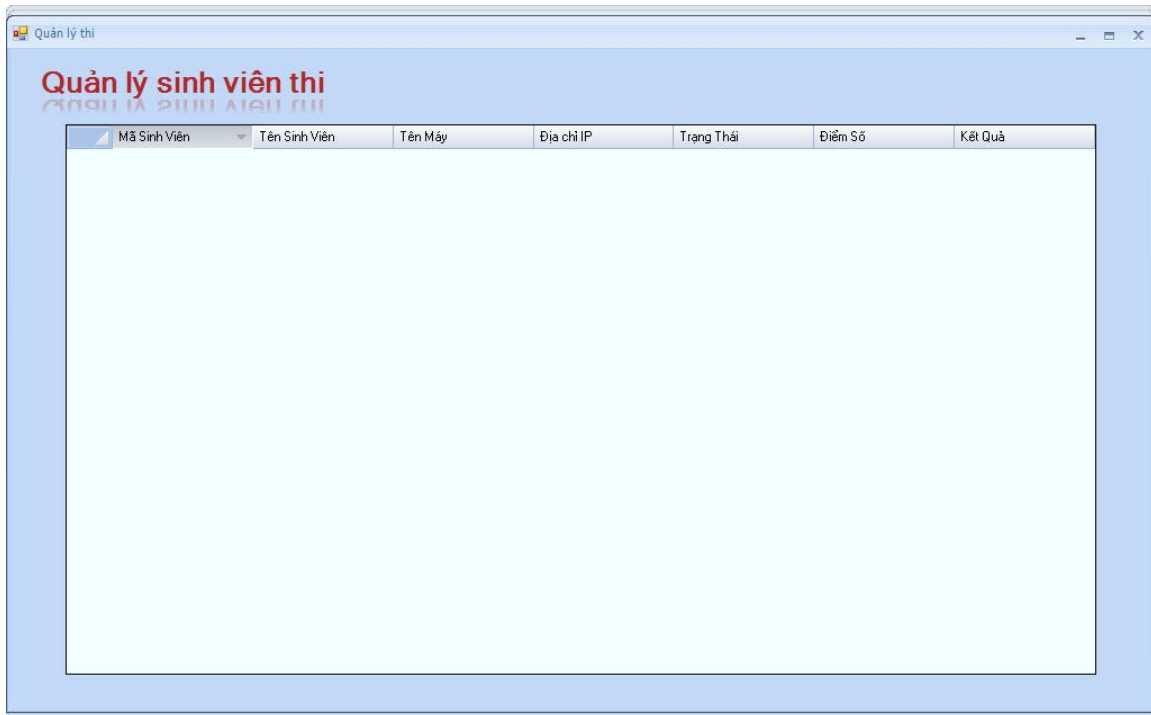 Quản lý thi
Quản lý sinh viên thi
Mã Sinh Viên Tên Sinh Viên Tên Máy Địa chỉ IP Trạng Thái Điểm Số Kết Quả